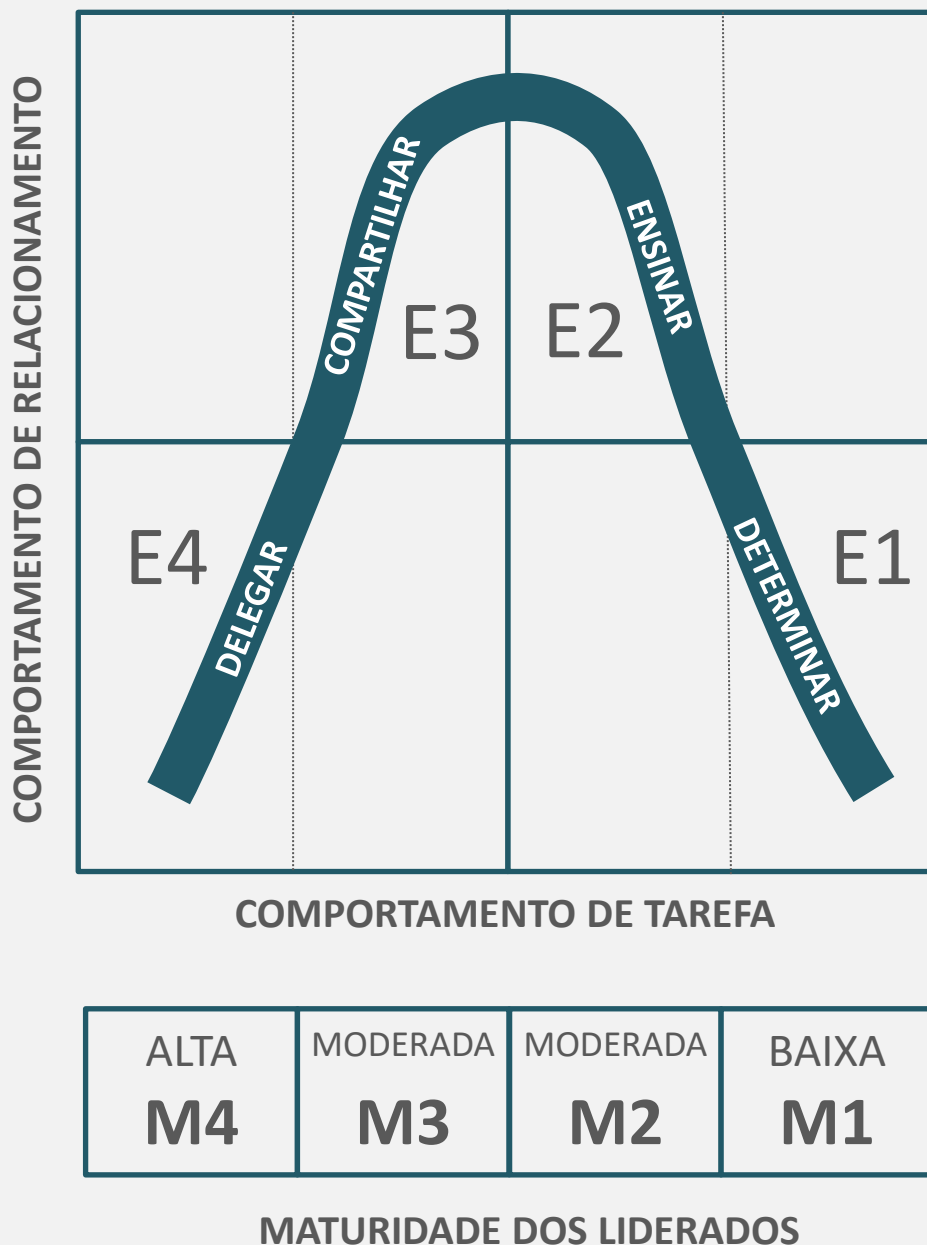 COMPORTAMENTO DE RELACIONAMENTO
COMPARTILHAR
ENSINAR
E3
E2
E4
DELEGAR
DETERMINAR
E1
COMPORTAMENTO DE TAREFA
ALTA
MODERADA
MODERADA
BAIXA
M4
M3
M2
M1
MATURIDADE DOS LIDERADOS